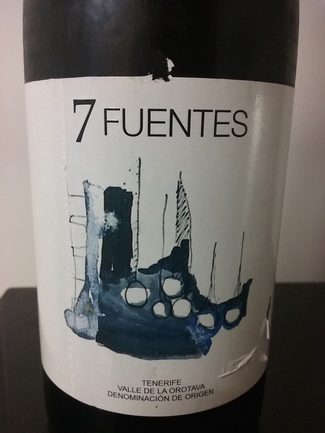 7 FUENTES
TENERIFE
VALLE DE LA OROTAVA
DENOMINACIÓN DE ORIGEN